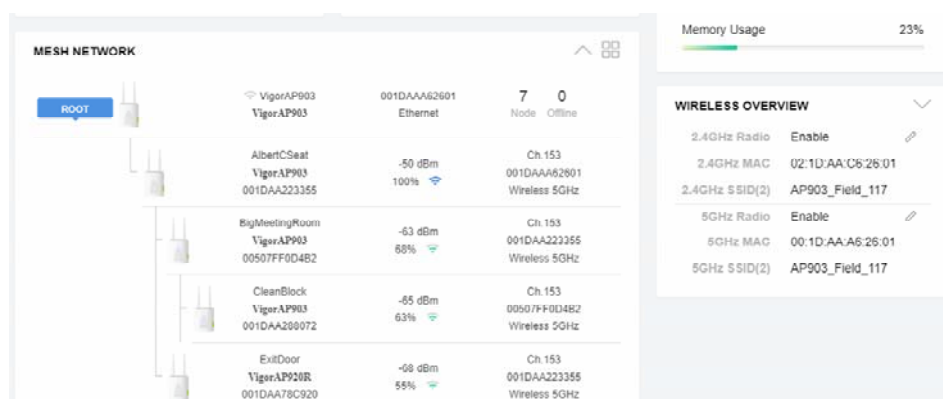 Memory Usage 23%
MESH NETWORK
ROOT
VigorAP903 001DAAA62601 7 0
VigorAP903 Ethernet Node Offline
AlbertCSeat
VigorAP903
001DAA223355
-50 dBm
100%
Ch.153
001DAAA62601
Wireless 5GHz
BigMeetingRoom
VigorAP903
00507FF0D4B2
-63 dBm
68%
Ch.153
001DAA223355
Wireless 5GHz
CleanBlock
VigorAP903
001DAA288072
-65 dBm
63%
Ch.153
00507FF0D4B2
Wireless 5GHz
ExitDoor
VigorAP920R
001DAA78C920
-68 dBm
55%
Ch.153
001DAA223355
Wireless 5GHz
WIRELESS OVERVIEW
2.4GHz Radio Enable
2.4GHz MAC 02:1D:AA:C6:26:01
2.4GHz SSID(2) AP903_Field_117
5GHz Radio Enable
5GHz MAC 00:1D:AA:A6:26:01
5GHz SSID(2) AP903_Field_117